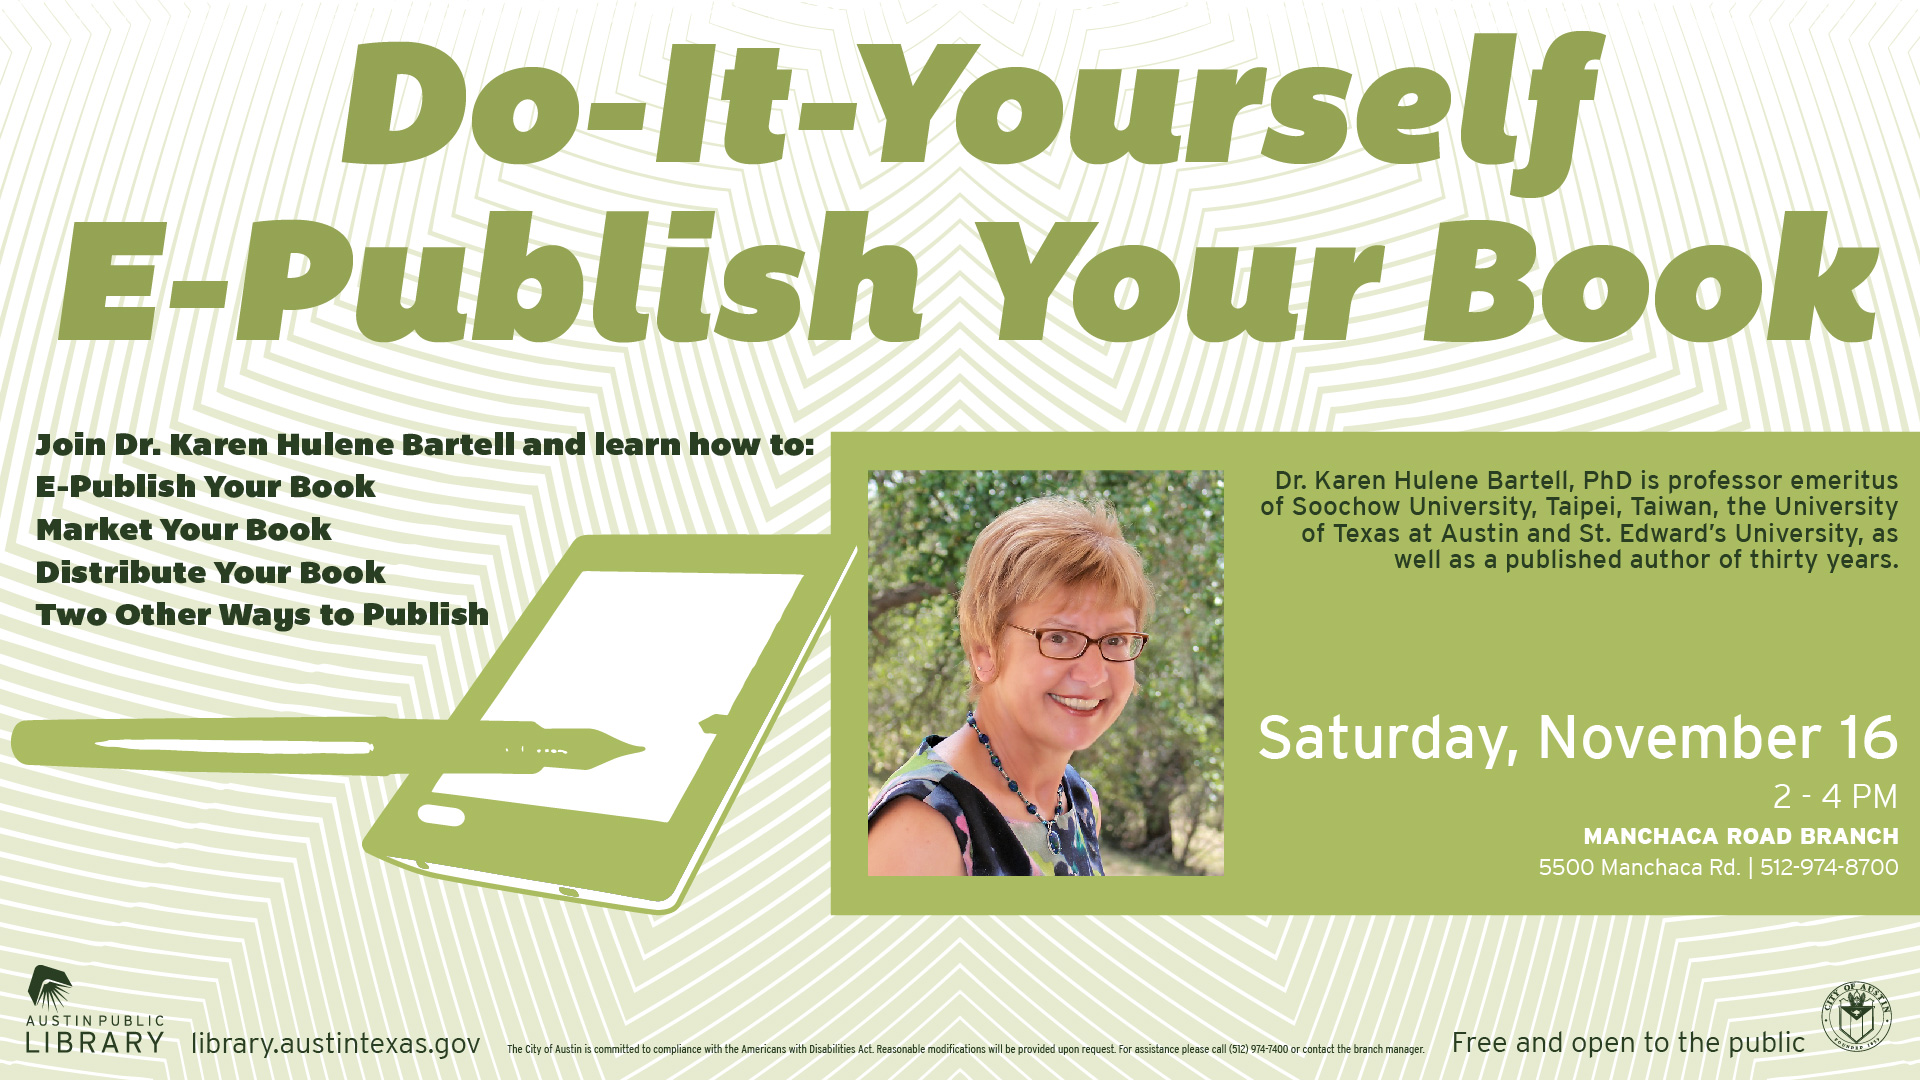 Do-It-Yourself
E-Publish Your Book
Join Dr. Karen Hulene Bartell and learn how to:
E-Publish Your Book
Market Your Book
Distribute Your Book
Two Other Ways to Publish
Dr. Karen Hulene Bartell, PhD is professor emeritus
of Soochow University, Taipei, Taiwan, the University
of Texas at Austin and St. Edward's University, as
well as a published author of thirty years.
Saturday, November 16
2 - 4 PM
MANCHACA ROAD BRANCH
5500 Manchaca Rd. | 512-974-8700
AUSTIN PUBLIC
LIBRARY
library.austintexas.gov
The City of Austin is committed to compliance with the Americans with Disabilities Act. Reasonable modifications will be provided upon request. For assistance please call (512) 974-7400 or contact the branch manager.
Free and open to the public
CITY OF AUSTIN
FOUNDED 1839